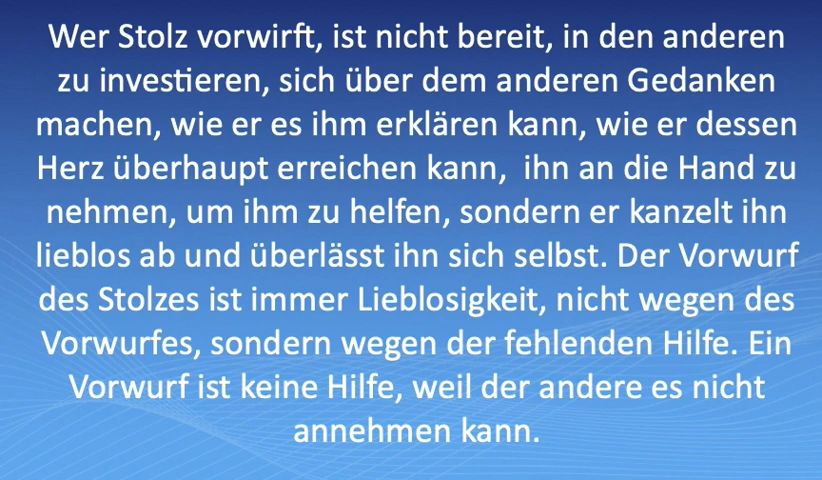 Wer Stolz vorwirft, ist nicht bereit, in den anderen
zu investieren, sich über dem anderen Gedanken
machen, wie er es ihm erklären kann, wie er dessen
Herz überhaupt erreichen kann,  ihn an die Hand zu
nehmen, um ihm zu helfen, sondern er kanzelt ihn
lieblos ab und überlässt ihn sich selbst. Der Vorwurf
des Stolzes ist immer Lieblosigkeit, nicht wegen des
Vorwurfes, sondern wegen der fehlenden Hilfe. Ein
Vorwurf ist keine Hilfe, weil der andere es nicht
annehmen kann.